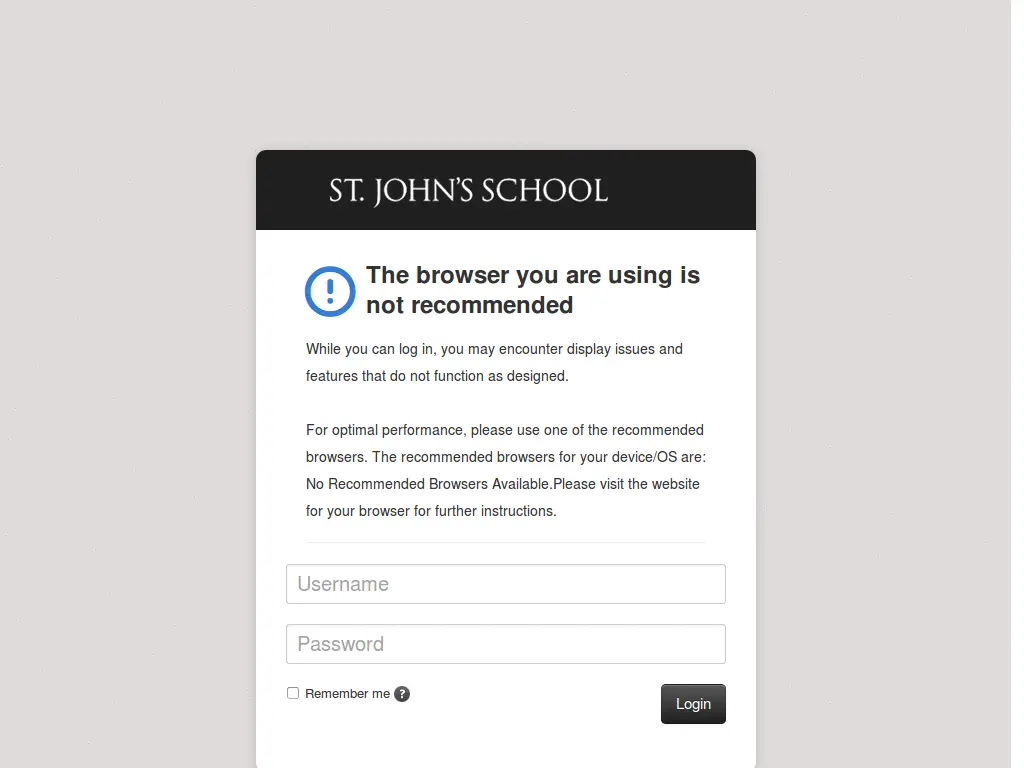 ST. JOHN'S SCHOOL
The browser you are using is
not recommended
While you can log in, you may encounter display issues and
features that do not function as designed.
For optimal performance, please use one of the recommended
browsers. The recommended browsers for your device/OS are:
No Recommended Browsers Available.Please visit the website
for your browser for further instructions.
Username
Password
Remember me ?
Login